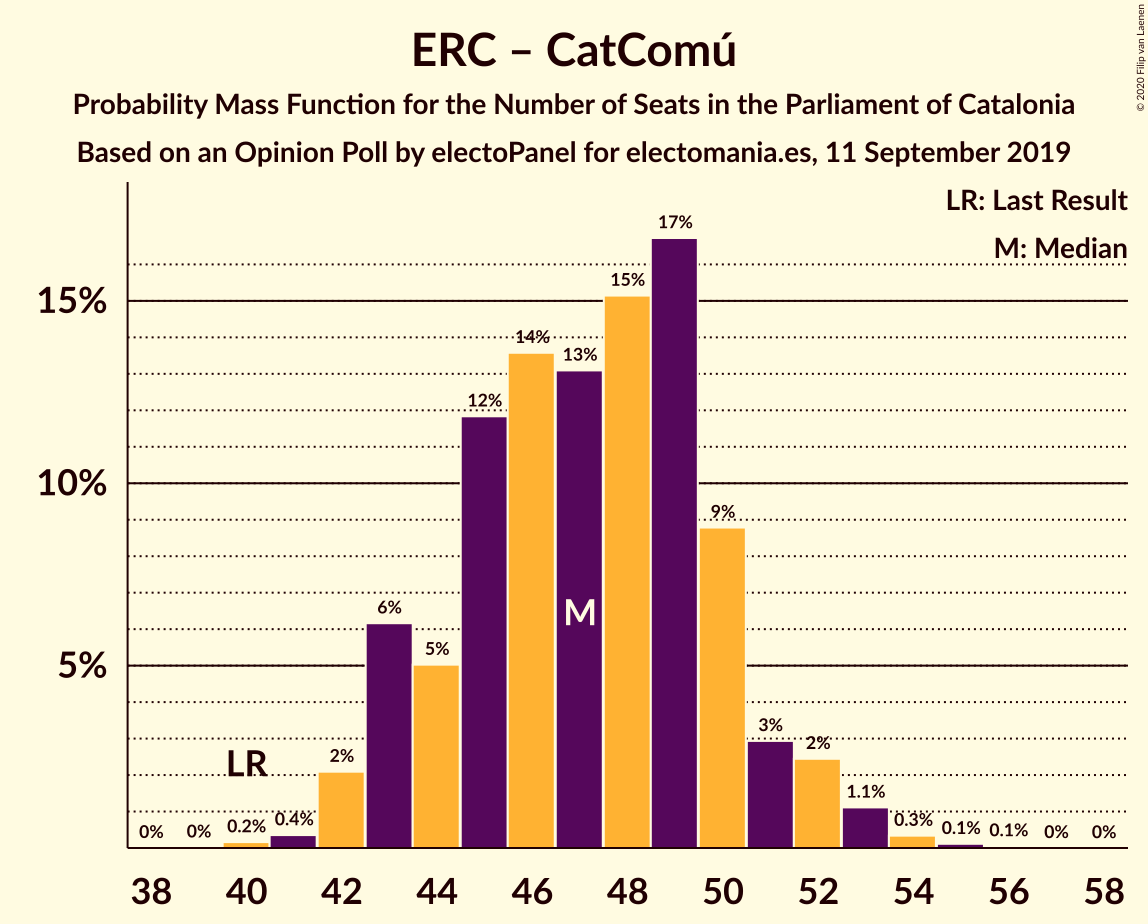 ERC – CatComú
Probability Mass Function for the Number of Seats in the Parliament of Catalonia
Based on an Opinion Poll by electoPanel for electomania.es, 11 September 2019
© 2020 Filip van Laenen
LR: Last Result
M: Median
15%
10%
5%
0%
0%
0.2%
0.4%
2%
6%
5%
12%
14%
13%
15%
17%
9%
3%
2%
1.1%
0.3%
0.1%
0.1%
0%
0%
LR
M
38 40 42 44 46 48 50 52 54 56 58